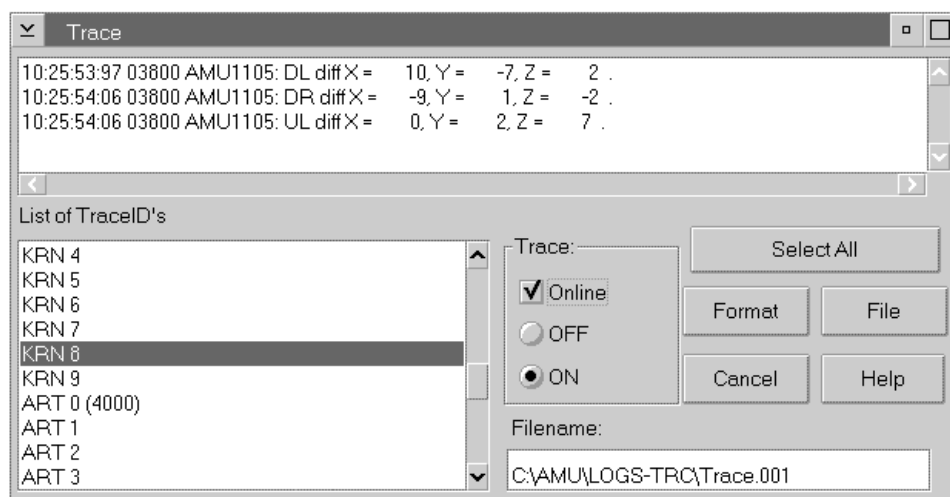 Trace
10:25:53:97 03800 AMU1105: DL diff X = 10, Y = -7, Z = 2 .
10:25:54:06 03800 AMU1105: DR diff X = -9, Y = 1, Z = -2 .
10:25:54:06 03800 AMU1105: UL diff X = 0, Y = 2, Z = 7 .
List of TraceID's
KRN 4
KRN 5
KRN 6
KRN 7
KRN 8
KRN 9
ART 0 (4000)
ART 1
ART 2
ART 3
Trace:
Online
OFF
ON
Select All
Format
File
Cancel
Help
Filename:
C:\AMU\LOGS-TRC\Trace.001